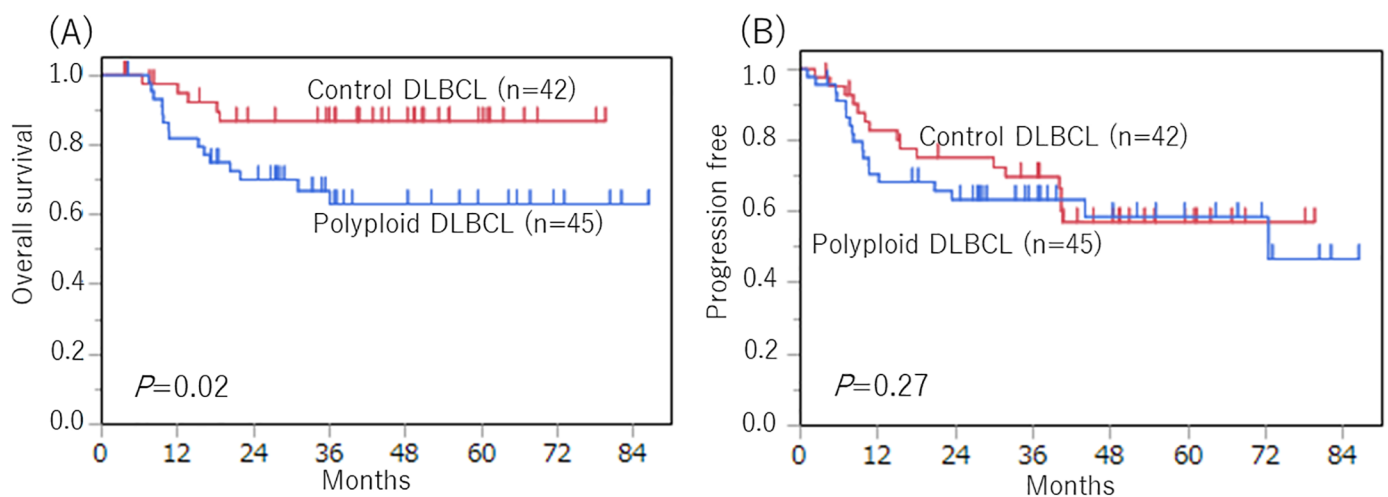 (A)
Overall survival
1.0
0.8
0.6
0.4
0.2
0.0
Control DLBCL (n=42)
Polyploid DLBCL (n=45)
P=0.02
0 12 24 36 48 60 72 84
Months
(B)
Progression free
1.0
0.8
0.6
0.4
0.2
0.0
Control DLBCL (n=42)
Polyploid DLBCL (n=45)
P=0.27
0 12 24 36 48 60 72 84
Months